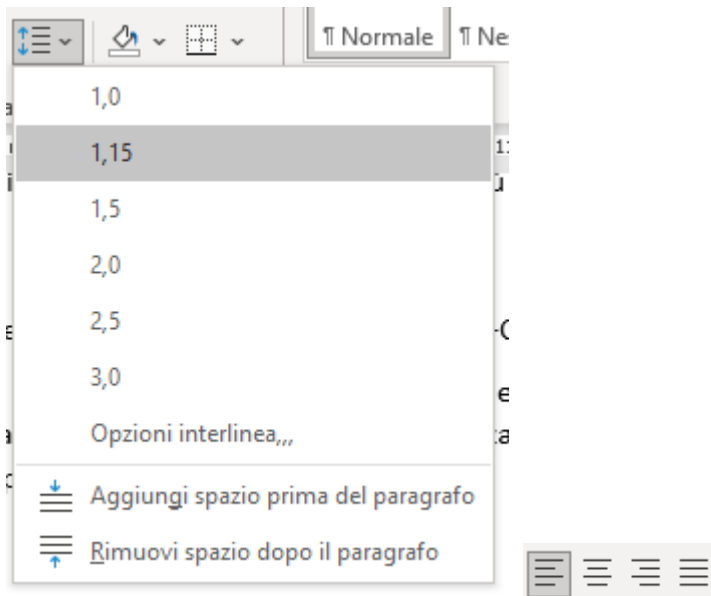 ¶ Normale ¶ Ne
1,0
1,15
1,5
2,0
2,5
3,0
Opzioni interlinea,,,
Aggiungi spazio prima del paragrafo
Rimuovi spazio dopo il paragrafo